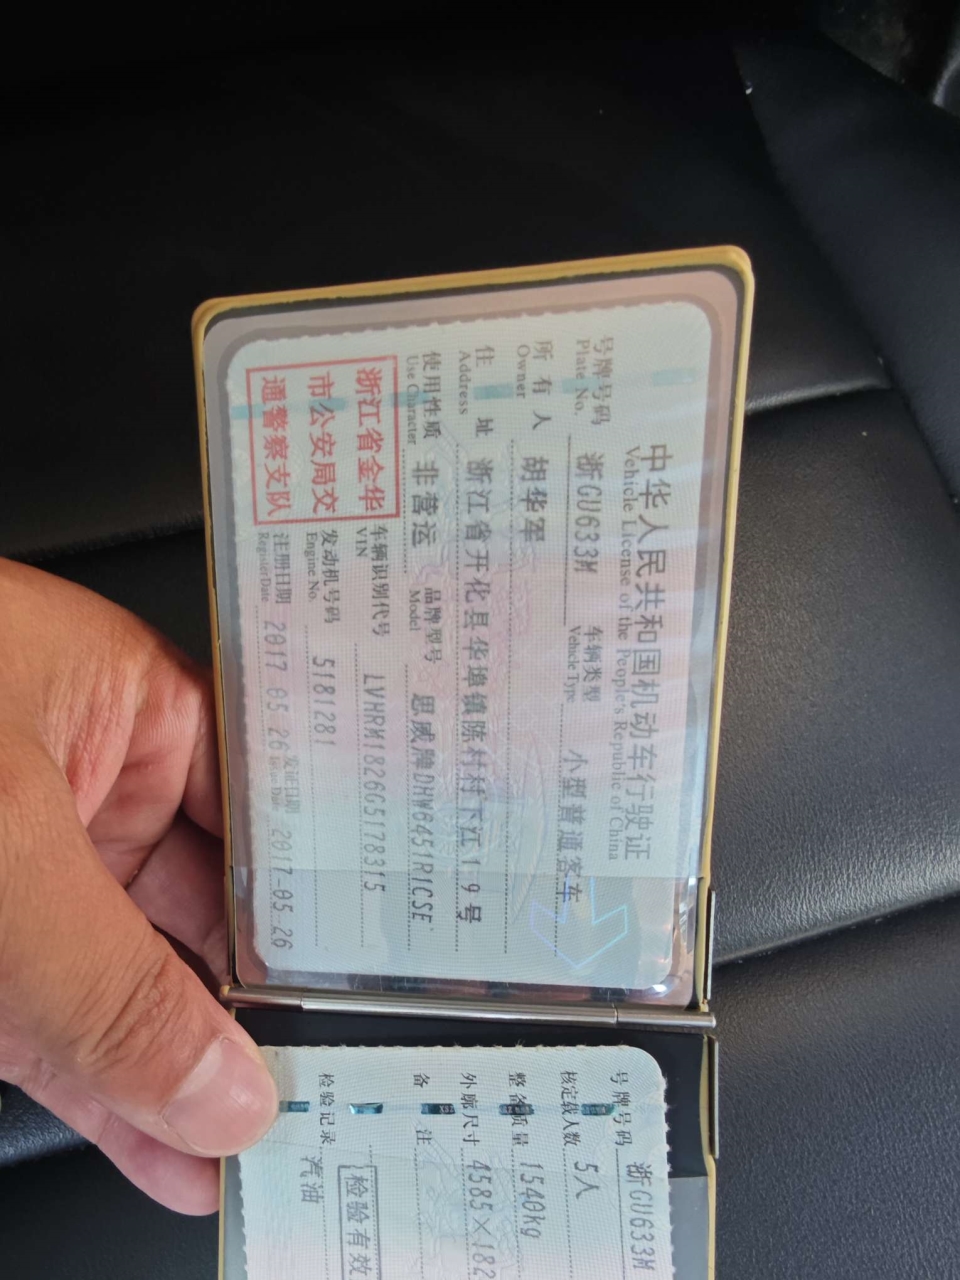 中华人民共和国机动车行驶证
Vehicle License of the People's Republic of China
号牌号码 浙GU633M 车辆类型 小型普通客车
Plate No. Vehicle Type
所有人 胡华军
Owner
住址 浙江省开化县华埠镇陈村村下江19号
Address
使用性质 非营运 品牌型号 思威牌DHW6451R1CSE
Use Character Model
浙江省金华
市公安局交
通警察支队
车辆识别代号 LVHRM1826G5178315
VIN
发动机号码 5181281
Engine No.
注册日期 2017-05-26 发证日期 2017-05-26
Register Date Issue Date
号牌号码 浙GU633M
核定载人数 5人
整备质量 1540kg
外廓尺寸 4585×182
备注
检验有效
检验记录 汽油